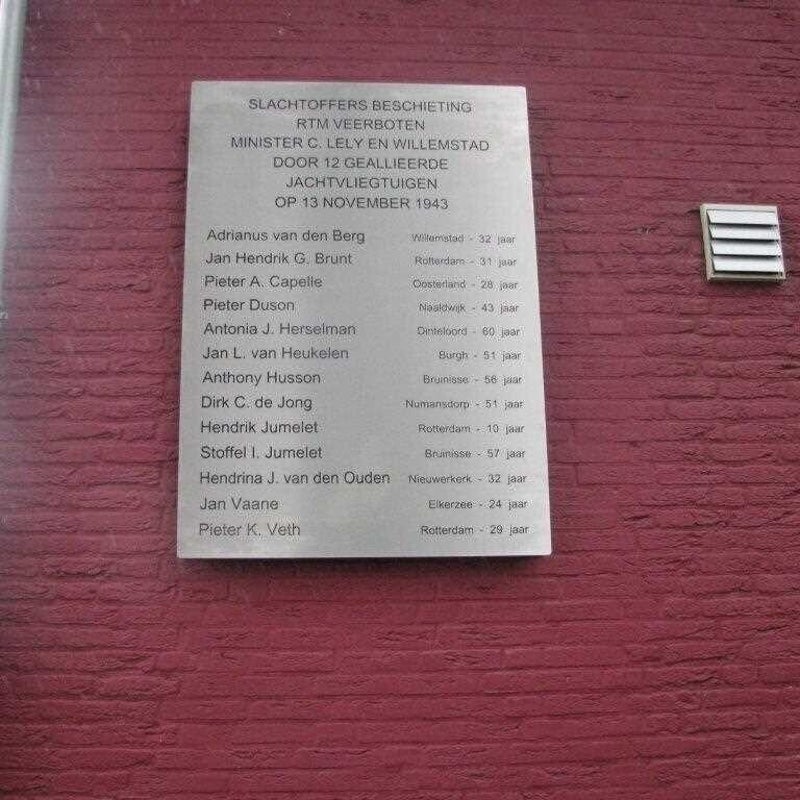 SLACHTOFFERS BESCHIETING
RTM VEERBOTEN
MINISTER C. LELY EN WILLEMSTAD
DOOR 12 GEALLIEERDE
JACHTVLIEGTUIGEN
OP 13 NOVEMBER 1943
Adrianus van den Berg Willemstad - 32 jaar
Jan Hendrik G. Brunt Rotterdam - 31 jaar
Pieter A. Capelle Oosterland - 28 jaar
Pieter Duson Naaldwijk - 43 jaar
Antonia J. Herselman Dinteloord - 60 jaar
Jan L. van Heukelen Burgh - 51 jaar
Anthony Husson Bruinisse - 56 jaar
Dirk C. de Jong Numansdorp - 51 jaar
Hendrik Jumelet Rotterdam - 10 jaar
Stoffel I. Jumelet Bruinisse - 57 jaar
Hendrina J. van den Ouden Nieuwerkerk - 32 jaar
Jan Vaane Elkerzee - 24 jaar
Pieter K. Veth Rotterdam - 29 jaar